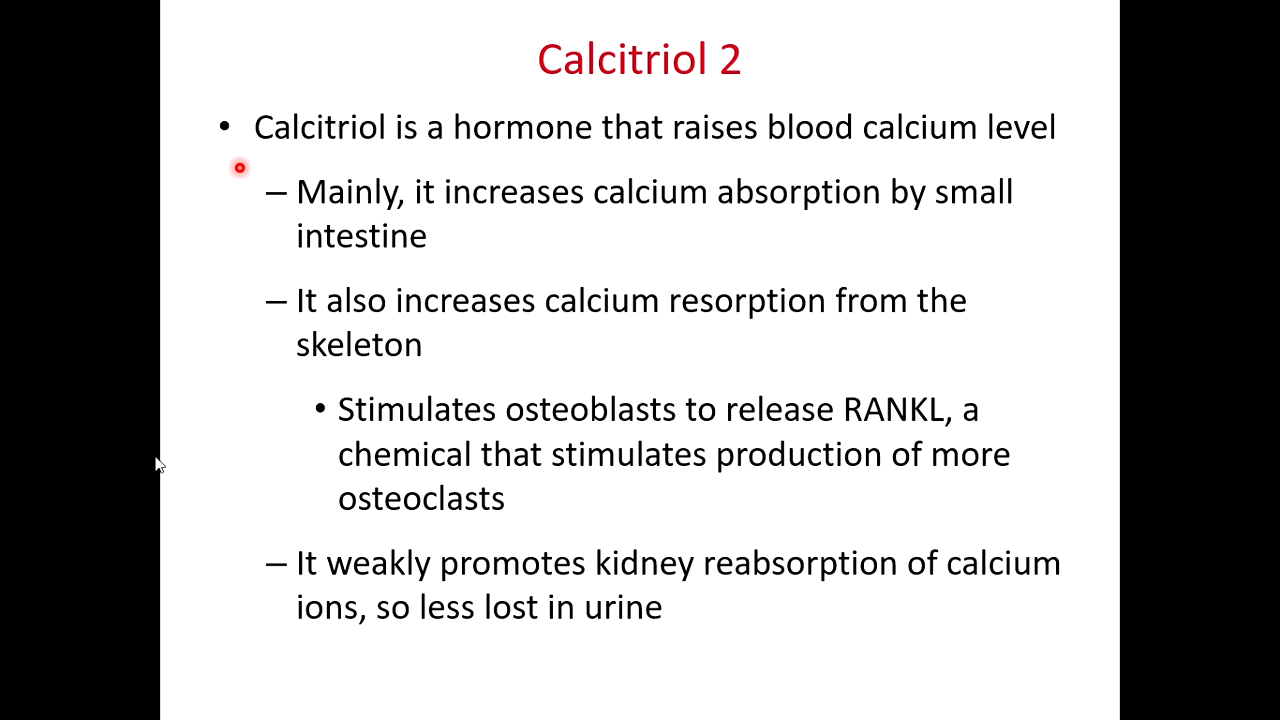 Calcitriol 2
• Calcitriol is a hormone that raises blood calcium level
– Mainly, it increases calcium absorption by small
intestine
– It also increases calcium resorption from the
skeleton
• Stimulates osteoblasts to release RANKL, a
chemical that stimulates production of more
osteoclasts
– It weakly promotes kidney reabsorption of calcium
ions, so less lost in urine